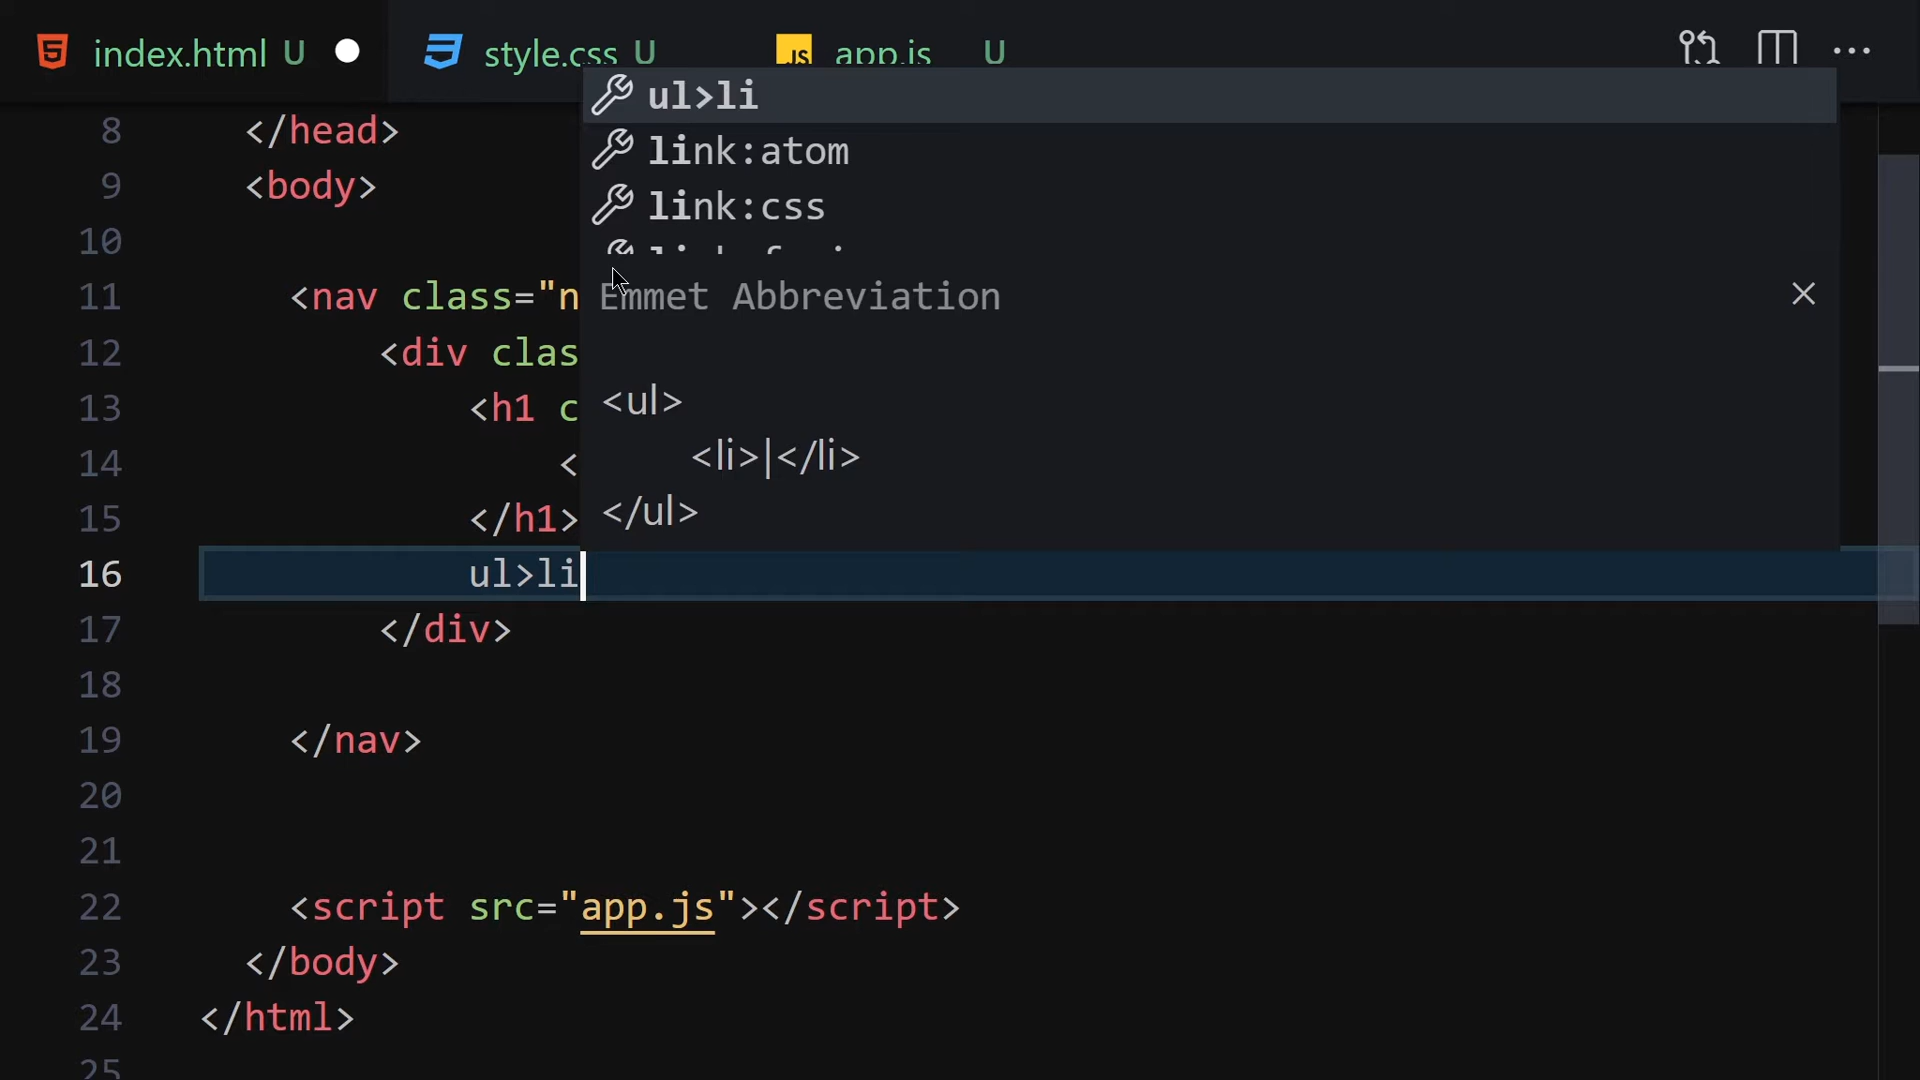 index.html U
style.css U
app.js U
ul>li
link:atom
link:css
8 </head>
9 <body>
10
11 <nav class="n
Emmet Abbreviation
12 <div clas
13 <h1 c
<ul>
14 <
<li>|</li>
15 </h1>
</ul>
16 ul>li
17 </div>
18
19 </nav>
20
21
22 <script src="app.js"></script>
23 </body>
24 </html>
25